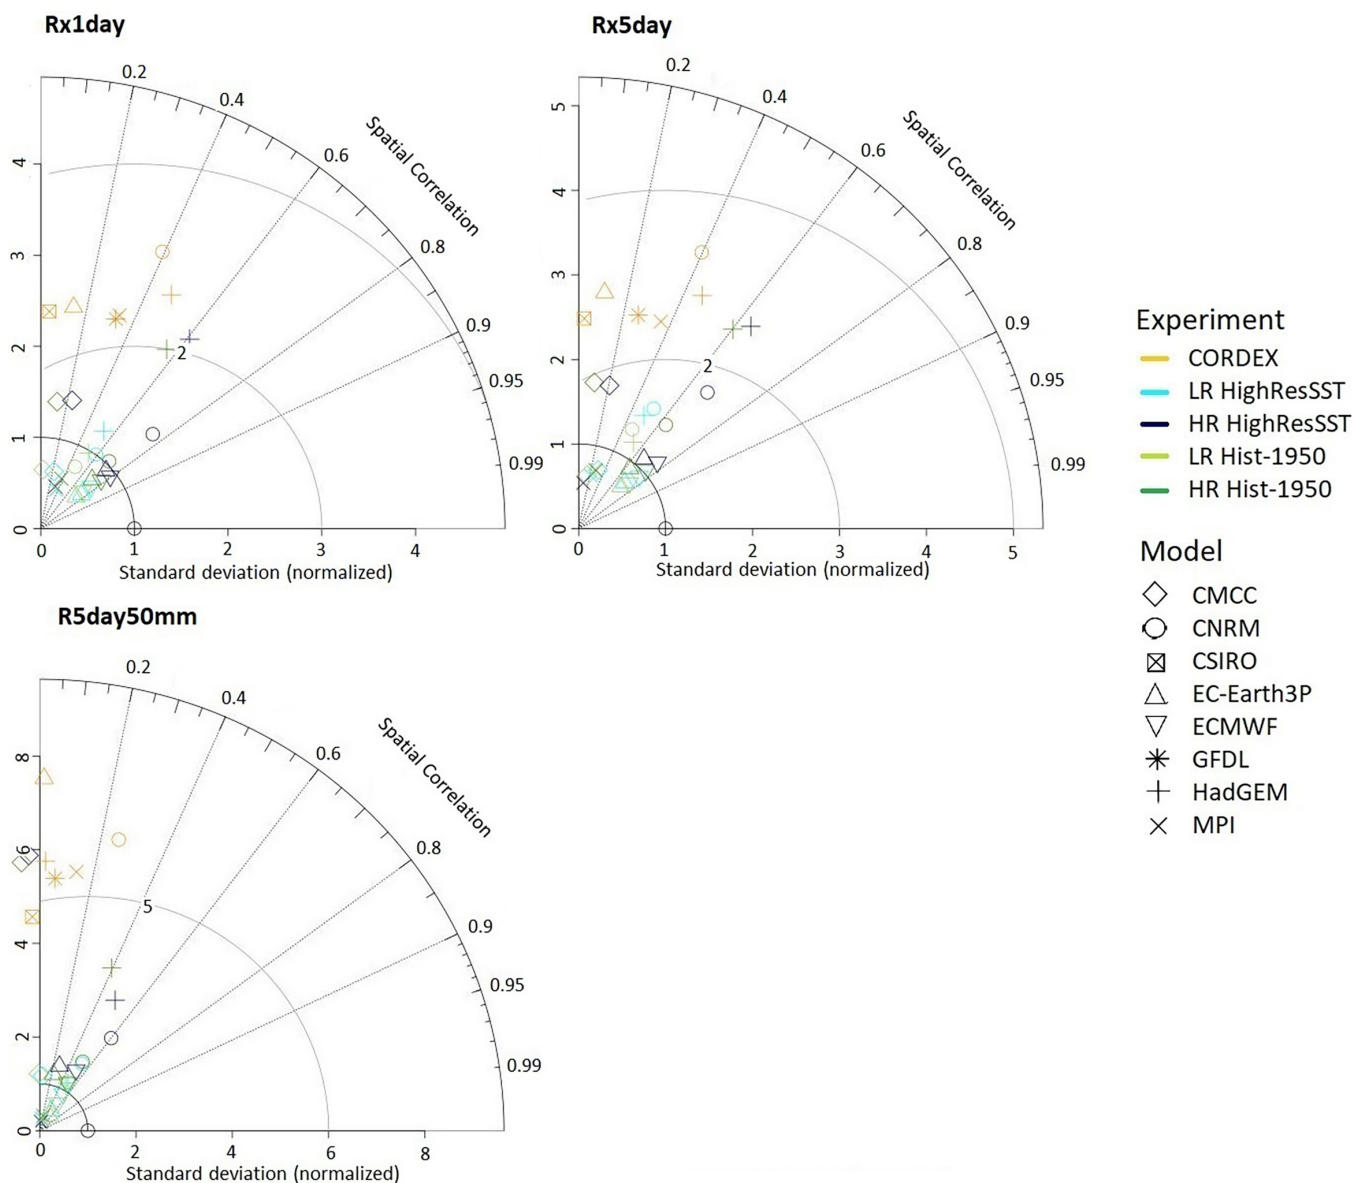 Rx1day
0.2
0.4
0.6
0.8
0.9
0.95
0.99
Spatial Correlation
4
3
2
1
0
2
0
1
2
3
4
Standard deviation (normalized)
Rx5day
0.2
0.4
0.6
0.8
0.9
0.95
0.99
Spatial Correlation
5
4
3
2
1
0
2
0
1
2
3
4
5
Standard deviation (normalized)
R5day50mm
0.2
0.4
0.6
0.8
0.9
0.95
0.99
Spatial Correlation
8
6
4
2
0
5
0
2
4
6
8
Standard deviation (normalized)
Experiment
CORDEX
LR HighResSST
HR HighResSST
LR Hist-1950
HR Hist-1950
Model
CMCC
CNRM
CSIRO
EC-Earth3P
ECMWF
GFDL
HadGEM
MPI